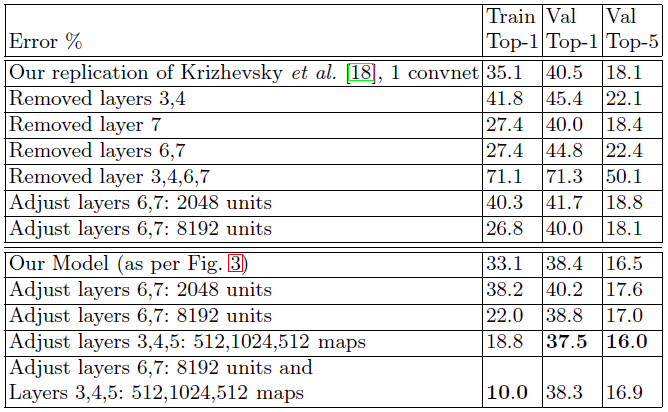 Train Val Val
Error % Top-1 Top-1 Top-5
Our replication of Krizhevsky et al. [18], 1 convnet 35.1 40.5 18.1
Removed layers 3,4 41.8 45.4 22.1
Removed layer 7 27.4 40.0 18.4
Removed layers 6,7 27.4 44.8 22.4
Removed layer 3,4,6,7 71.1 71.3 50.1
Adjust layers 6,7: 2048 units 40.3 41.7 18.8
Adjust layers 6,7: 8192 units 26.8 40.0 18.1
Our Model (as per Fig. 3) 33.1 38.4 16.5
Adjust layers 6,7: 2048 units 38.2 40.2 17.6
Adjust layers 6,7: 8192 units 22.0 38.8 17.0
Adjust layers 3,4,5: 512,1024,512 maps 18.8 37.5 16.0
Adjust layers 6,7: 8192 units and
Layers 3,4,5: 512,1024,512 maps 10.0 38.3 16.9